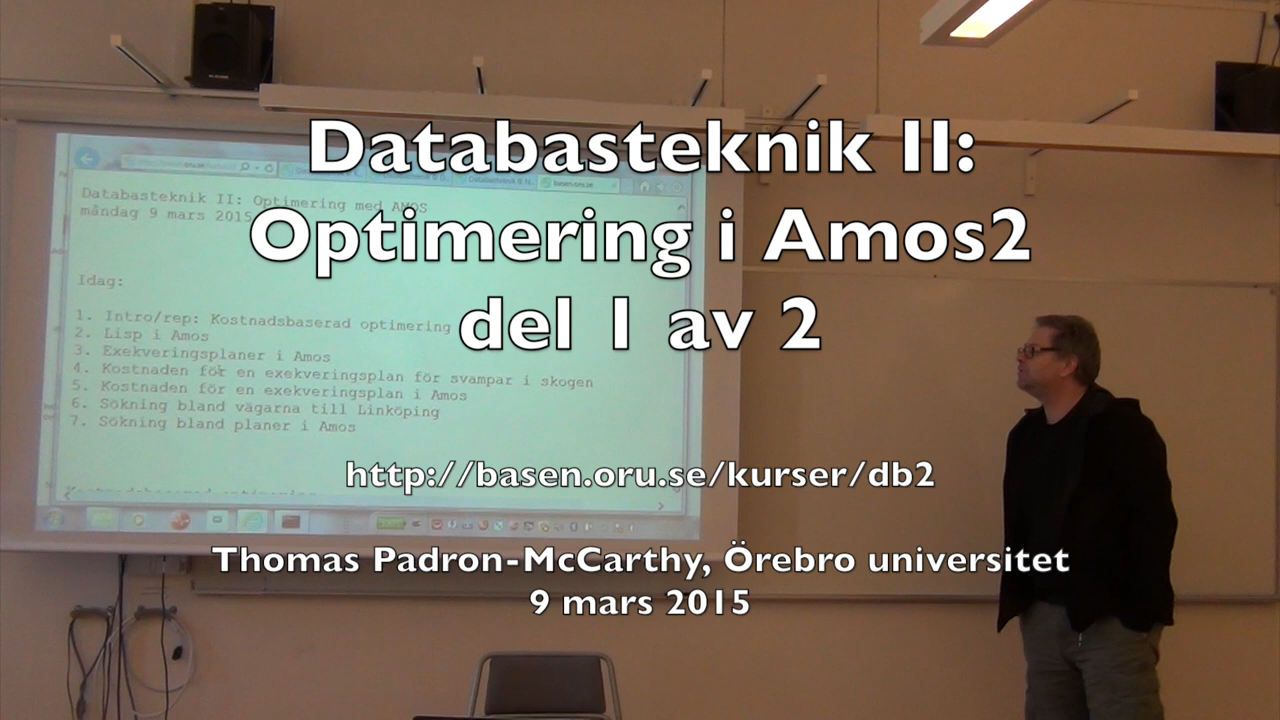 Databasteknik II:
Optimering i Amos2
del 1 av 2
http://basen.oru.se/kurser/db2
Thomas Padron-McCarthy, Örebro universitet
9 mars 2015
Databasteknik II: Optimering med AMOS
måndag 9 mars 2015
Idag:
1. Intro/rep: Kostnadsbaserad optimering
2. Lisp i Amos
3. Exekveringsplaner i Amos
4. Kostnaden för en exekveringsplan för svampar i skogen
5. Kostnaden för en exekveringsplan i Amos
6. Sökning bland vägarna till Linköping
7. Sökning bland planer i Amos